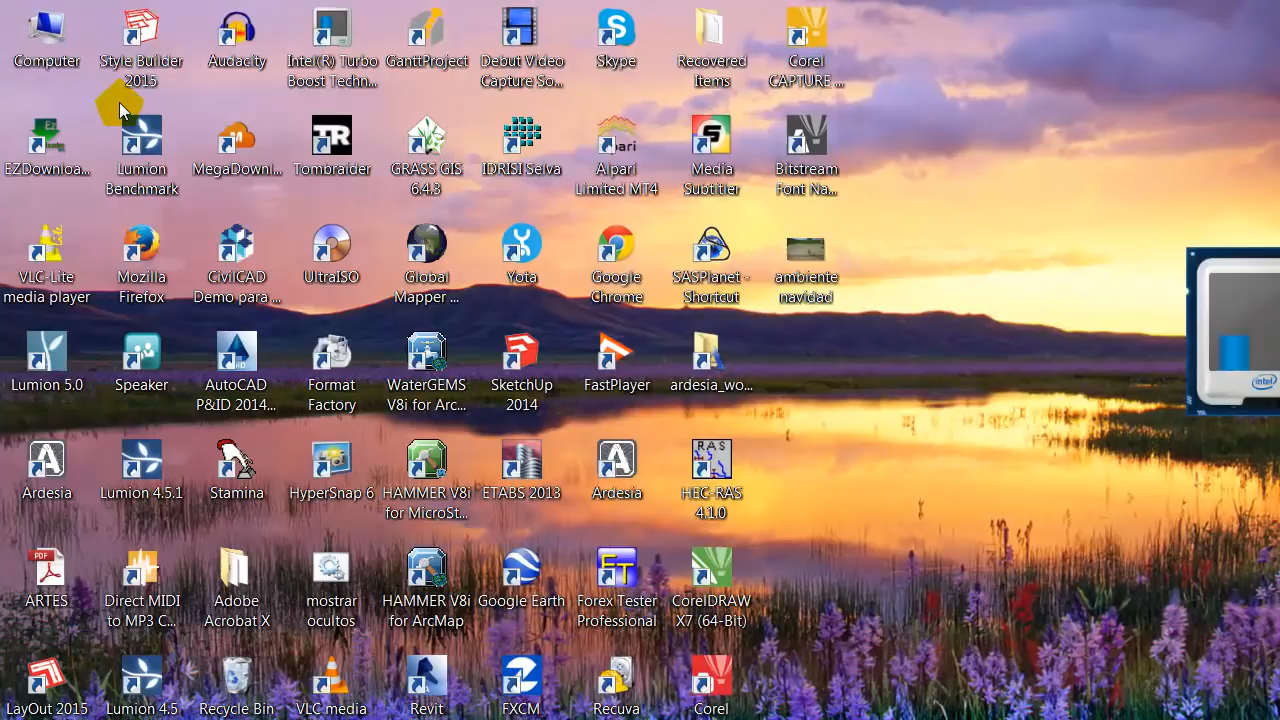 Computer
Style Builder
2015
Audacity
Intel(R) Turbo
Boost Techn...
GanttProject
Debut Video
Capture So...
Skype
Recovered
Items
Corel
CAPTURE ...
EZDownloa...
Lumion
Benchmark
MegaDownl...
TR
Tombraider
GRASS GIS
6.4.3
IDRISI Selva
pari
Alpari
Limited MT4
S
Media
Subtitler
A
Bitstream
Font Na...
VLC-Lite
media player
Mozilla
Firefox
CivilCAD
Demo para ...
UltraISO
Global
Mapper ...
Yota
Google
Chrome
SASPlanet -
Shortcut
ambiente
navidad
Lumion 5.0
Speaker
AutoCAD
P&ID 2014...
Format
Factory
WaterGEMS
V8i for Arc...
SketchUp
2014
FastPlayer
ardesia_wo...
intel
A
Ardesia
Lumion 4.5.1
Stamina
HyperSnap 6
HAMMER V8i
for MicroSt...
ETABS 2013
A
Ardesia
RAS
HEC-RAS
4.1.0
PDF
ARTES
Direct MIDI
to MP3 C...
Adobe
Acrobat X
mostrar
ocultos
HAMMER V8i
for ArcMap
Google Earth
FT
Forex Tester
Professional
CorelDRAW
X7 (64-Bit)
LayOut 2015
Lumion 4.5
Recycle Bin
VLC media
Revit
FXCM
Recuva
Corel